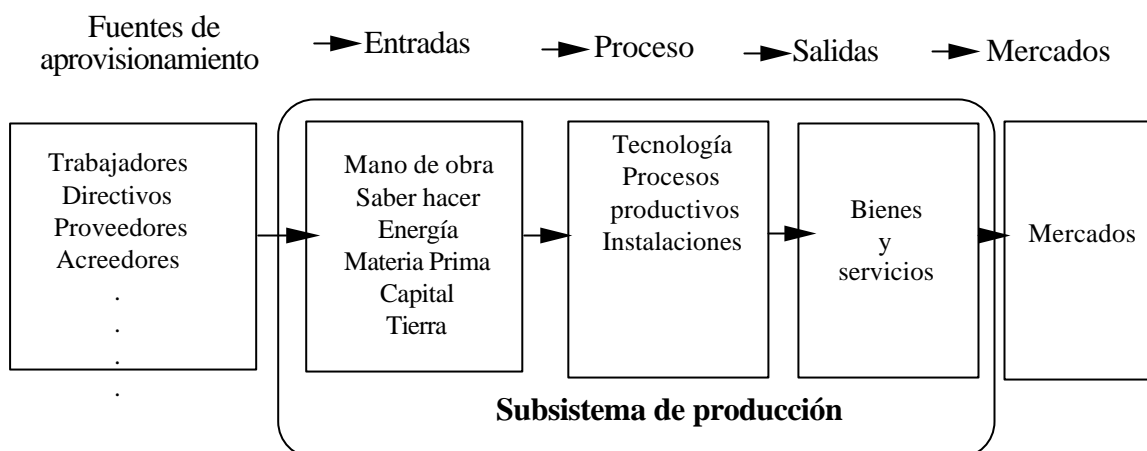 Fuentes de
aprovisionamiento
Entradas
Proceso
Salidas
Mercados
Trabajadores
Directivos
Proveedores
Acreedores
.
.
.
.
Mano de obra
Saber hacer
Energía
Materia Prima
Capital
Tierra
Tecnología
Procesos
productivos
Instalaciones
Bienes
y
servicios
Mercados
Subsistema de producción